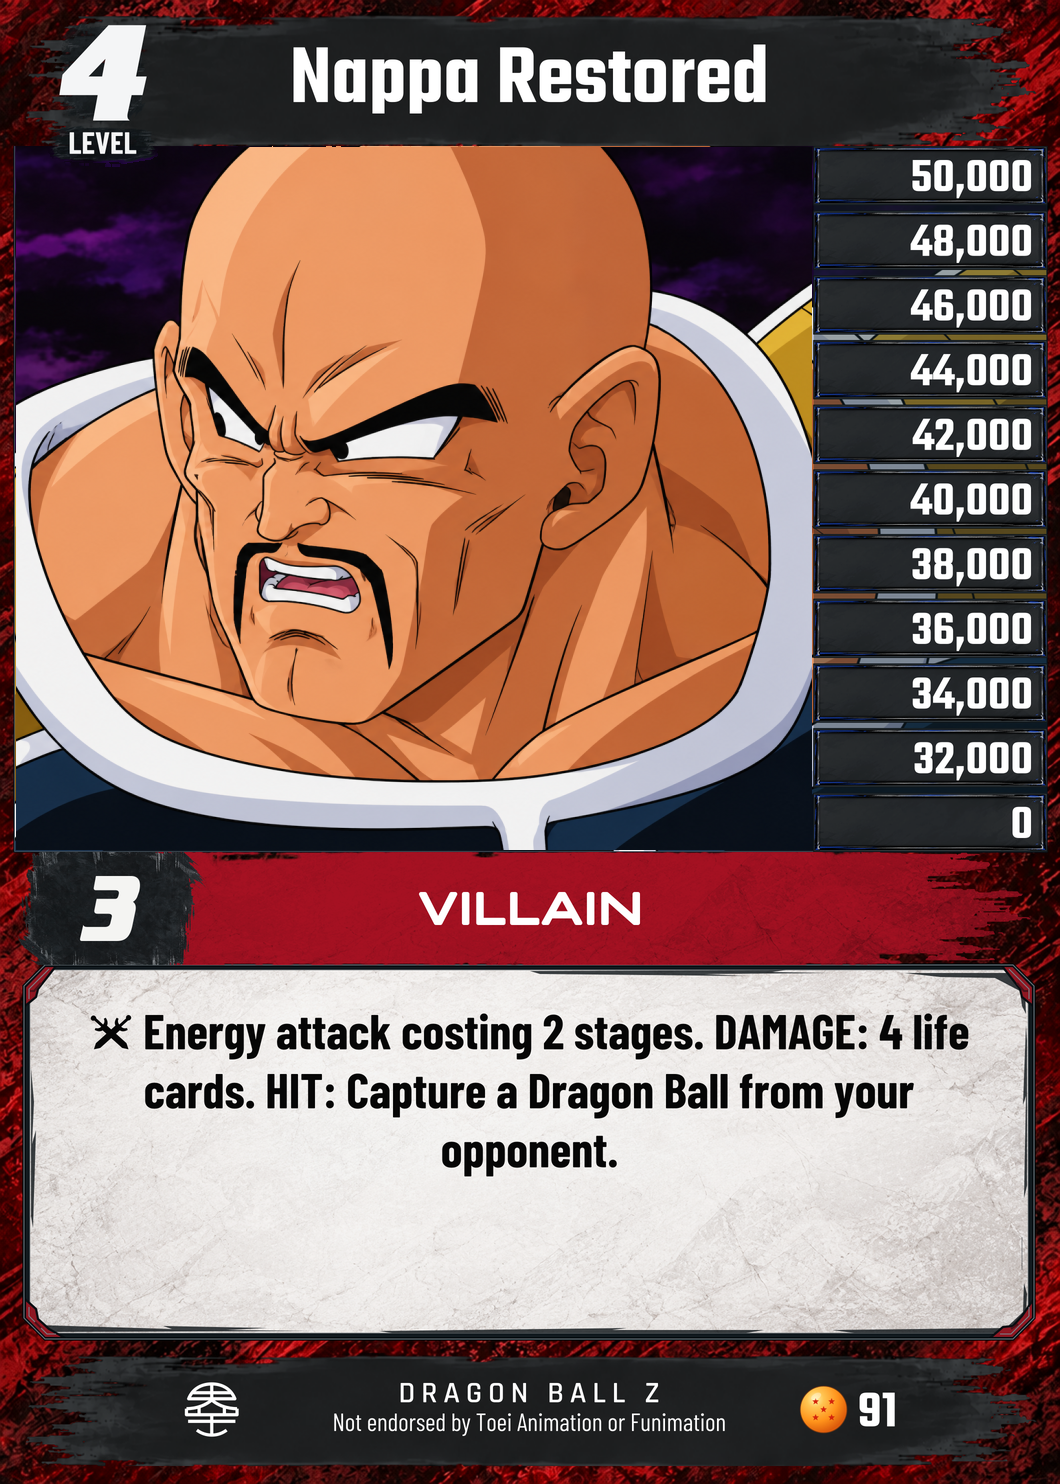 4
LEVEL
Nappa Restored
50,000
48,000
46,000
44,000
42,000
40,000
38,000
36,000
34,000
32,000
0
3
VILLAIN
Energy attack costing 2 stages. DAMAGE: 4 life
cards. HIT: Capture a Dragon Ball from your
opponent.
DRAGON BALL Z
Not endorsed by Toei Animation or Funimation
91